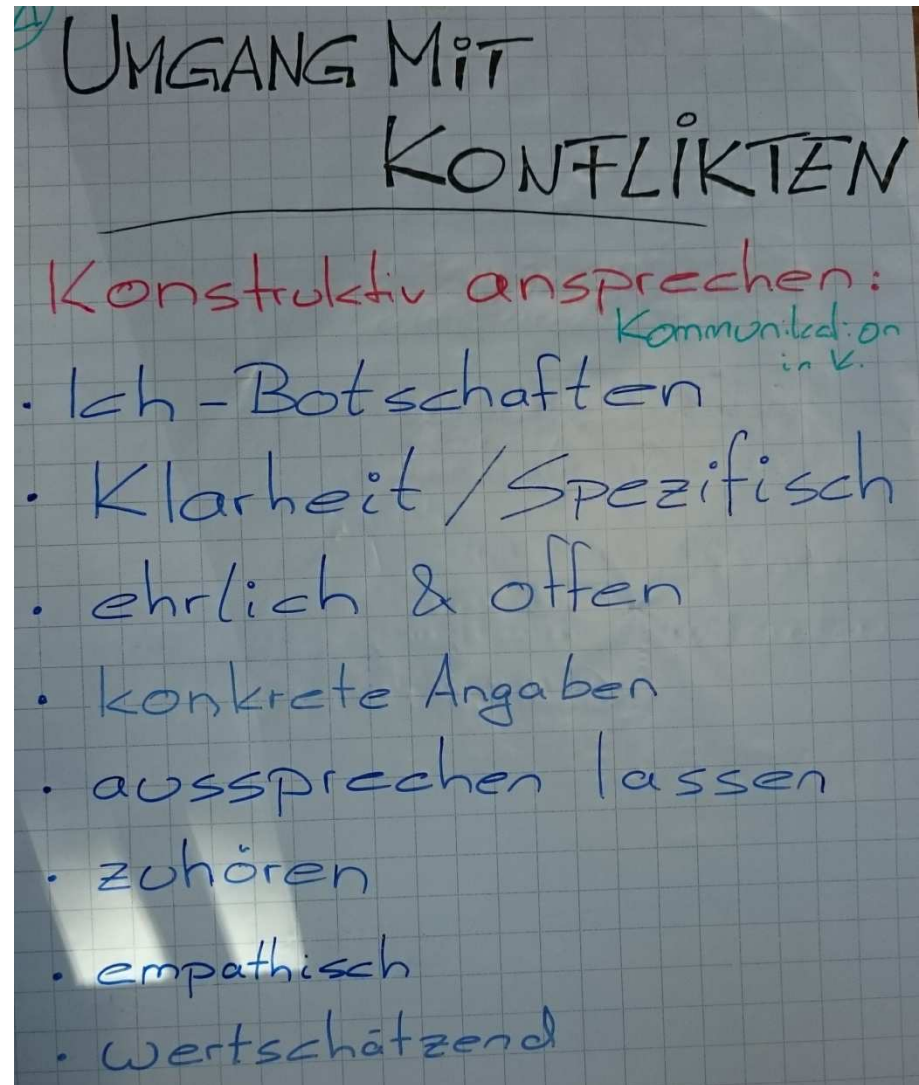 UMGANG MiT
KONFLiKTEN
Konstruktiv ansprechen:
Kommunikation
in K.
· Ich-Botschaften
· Klarheit / Spezifisch
· ehrlich & offen
· konkrete Angaben
· aussprechen lassen
· zuhören
· empathisch
· wertschätzend